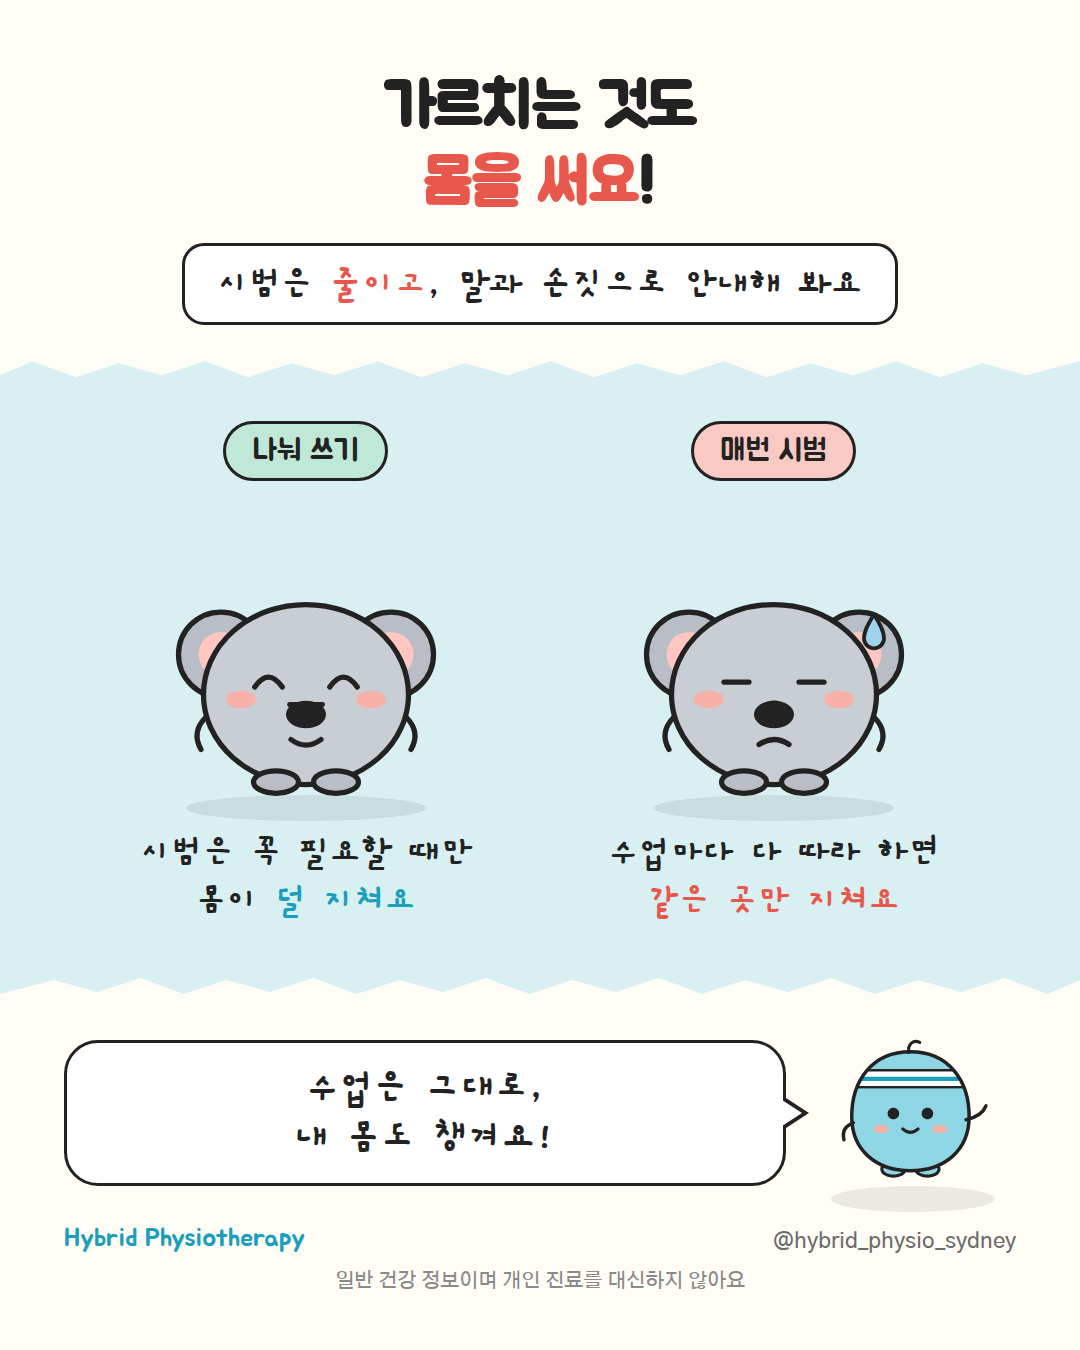 가르치는 것도
몸을 써요!
시범은 줄이고, 말과 손짓으로 안내해 봐요
나눠 쓰기
매번 시범
시범은 꼭 필요할 때만
몸이 덜 지쳐요
수업마다 다 따라 하면
같은 곳만 지쳐요
수업은 그대로,
내 몸도 챙겨요!
Hybrid Physiotherapy
@hybrid_physio_sydney
일반 건강 정보이며 개인 진료를 대신하지 않아요